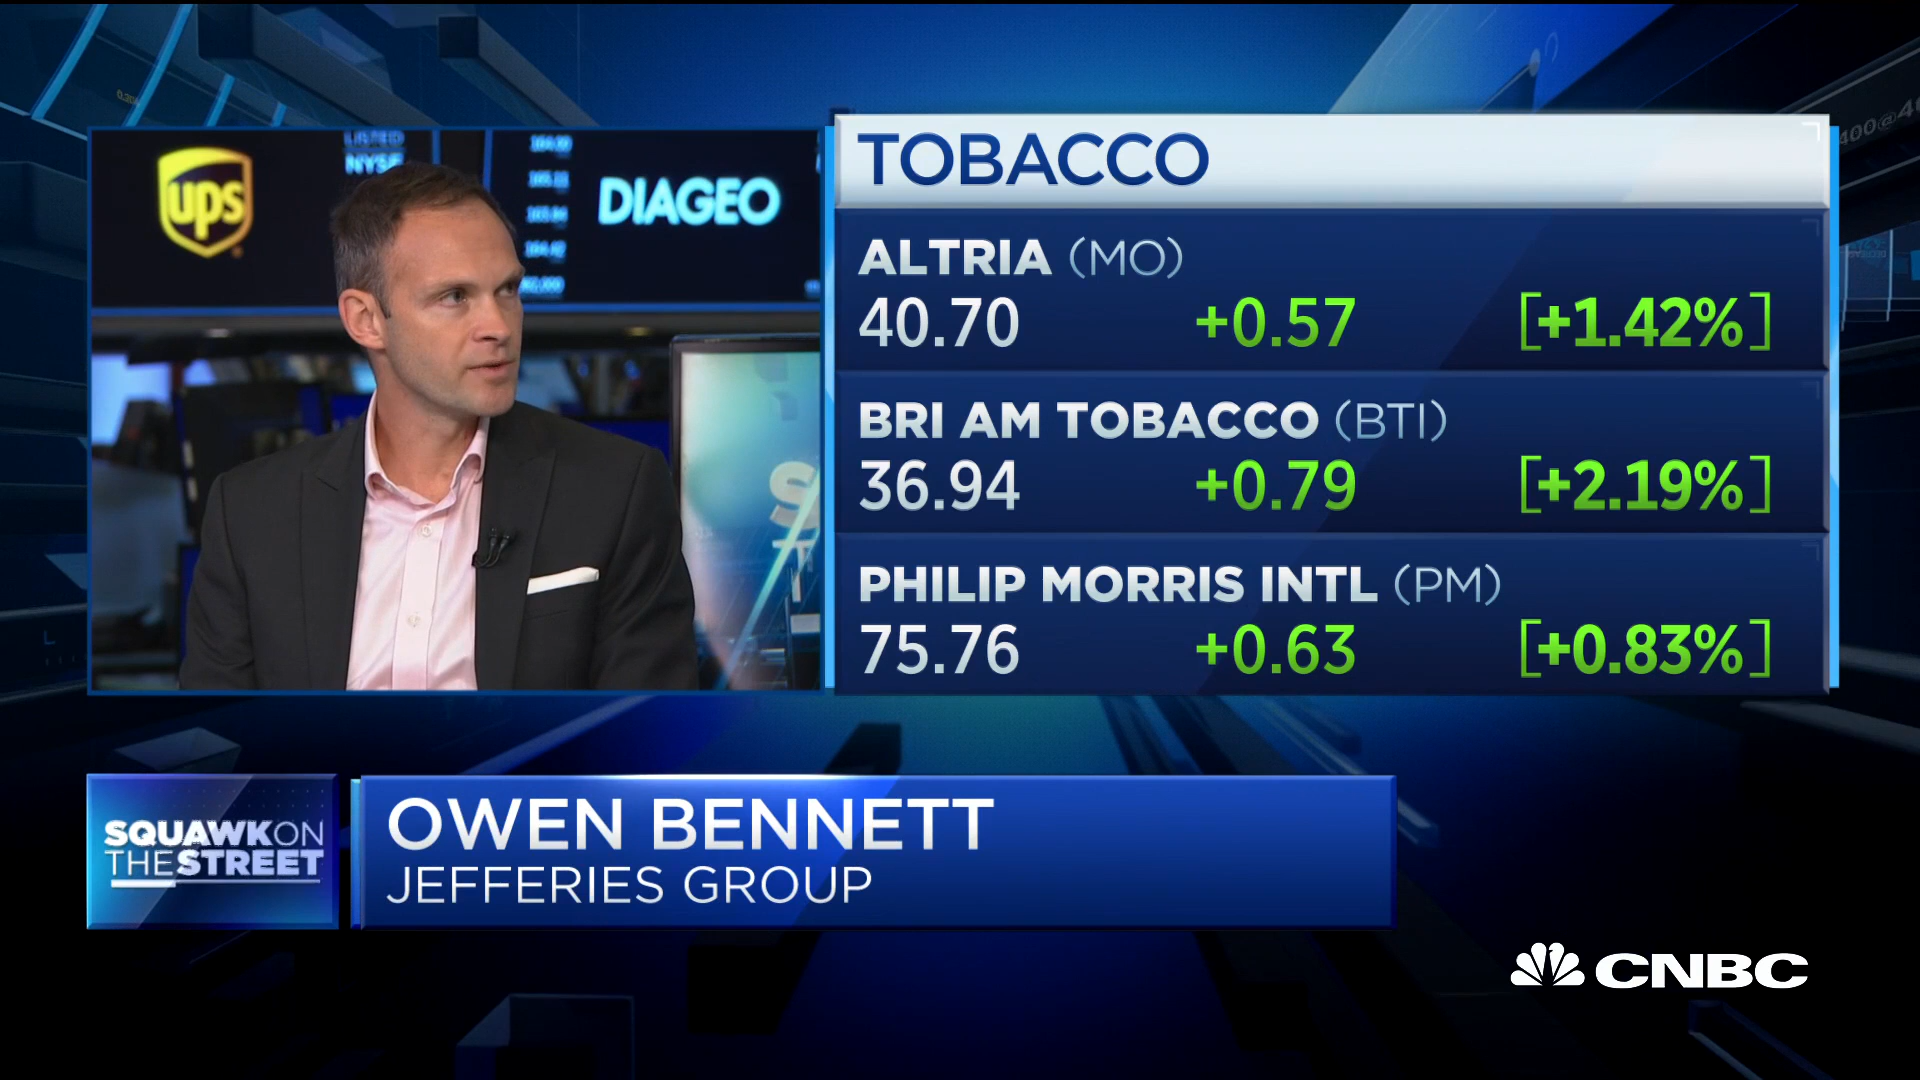 LISTED
NYSE
ups
DIAGEO
TOBACCO
ALTRIA (MO)
40.70 +0.57 [+1.42%]
BRI AM TOBACCO (BTI)
36.94 +0.79 [+2.19%]
PHILIP MORRIS INTL (PM)
75.76 +0.63 [+0.83%]
SQUAWK ON
THE STREET
OWEN BENNETT
JEFFERIES GROUP
CNBC